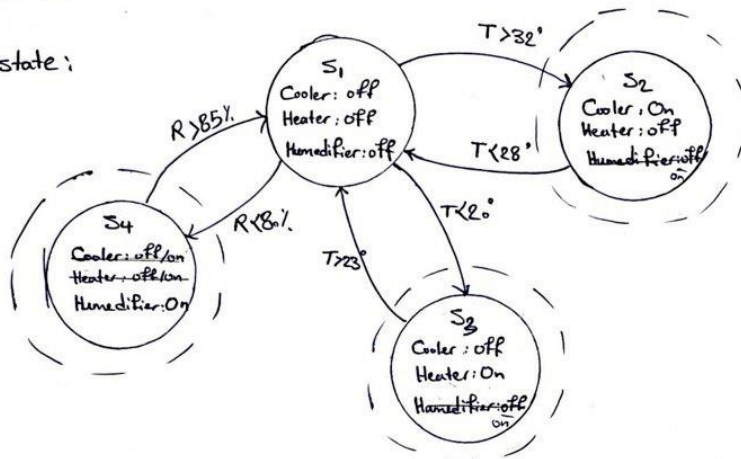 state:
S1
Cooler: off
Heater: off
Humedifier: off
T>32°
S2
Cooler: On
Heater: off
Humedifier: off
on
T<28°
R>85%
R<80%
S4
Cooler: off/on
Heater: off/on
Humedifier: On
T<20°
T>23°
S3
Cooler: off
Heater: On
Humedifier: off
on